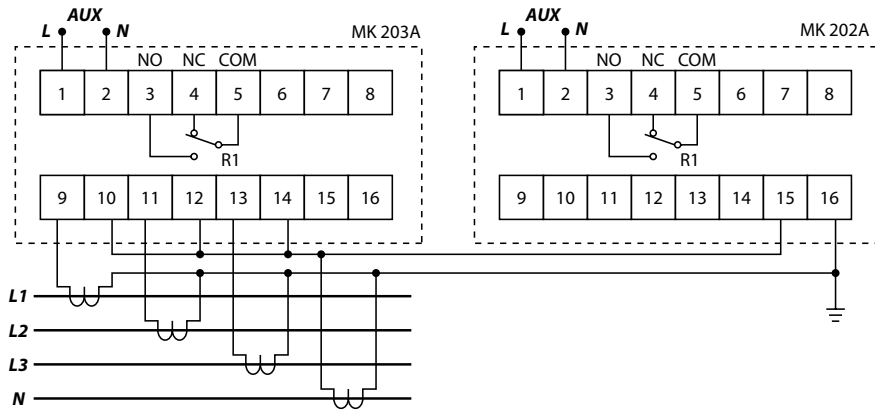 AUX AUX
L N MK 203A L N MK 202A
NO NC COM NO NC COM
1 2 3 4 5 6 7 8 1 2 3 4 5 6 7 8
R1 R1
9 10 11 12 13 14 15 16 9 10 11 12 13 14 15 16
L1
L2
L3
N